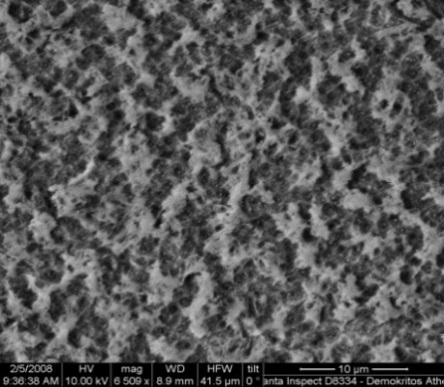 2/5/2008 HV mag WD HFW tilt 10 µm
9:36:38 AM 10.00 kV 6 509 x 8.9 mm 41.5 µm 0 ° anta Inspect D8334 - Demokritos Ath